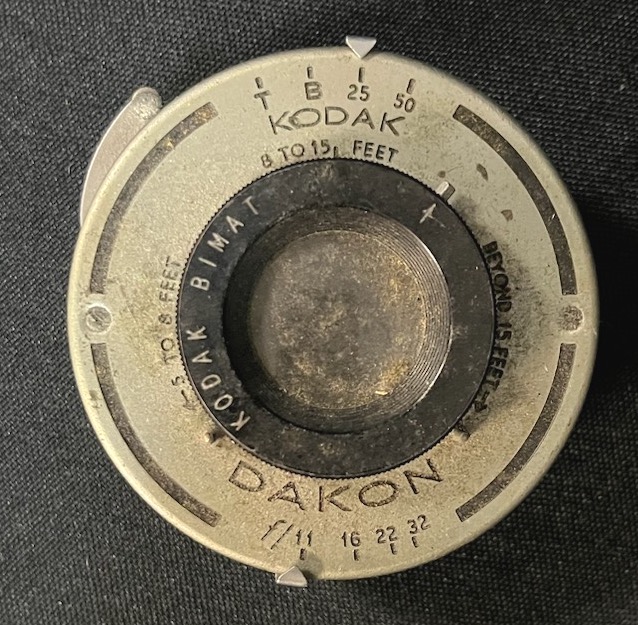 T B 25 50
KODAK
8 TO 15 FEET
KODAK BIMAT
←5 TO 8 FEET
BEYOND 15 FEET→
DAKON
f/11 16 22 32